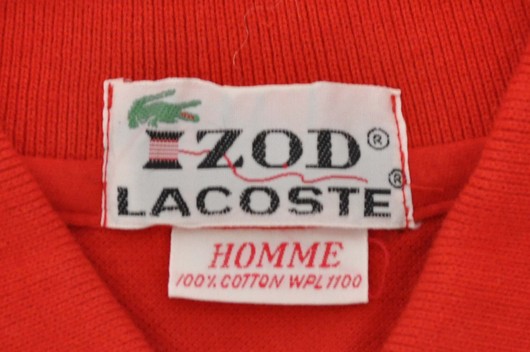 IZOD®
LACOSTE®
HOMME
100% COTTON WPL 1100